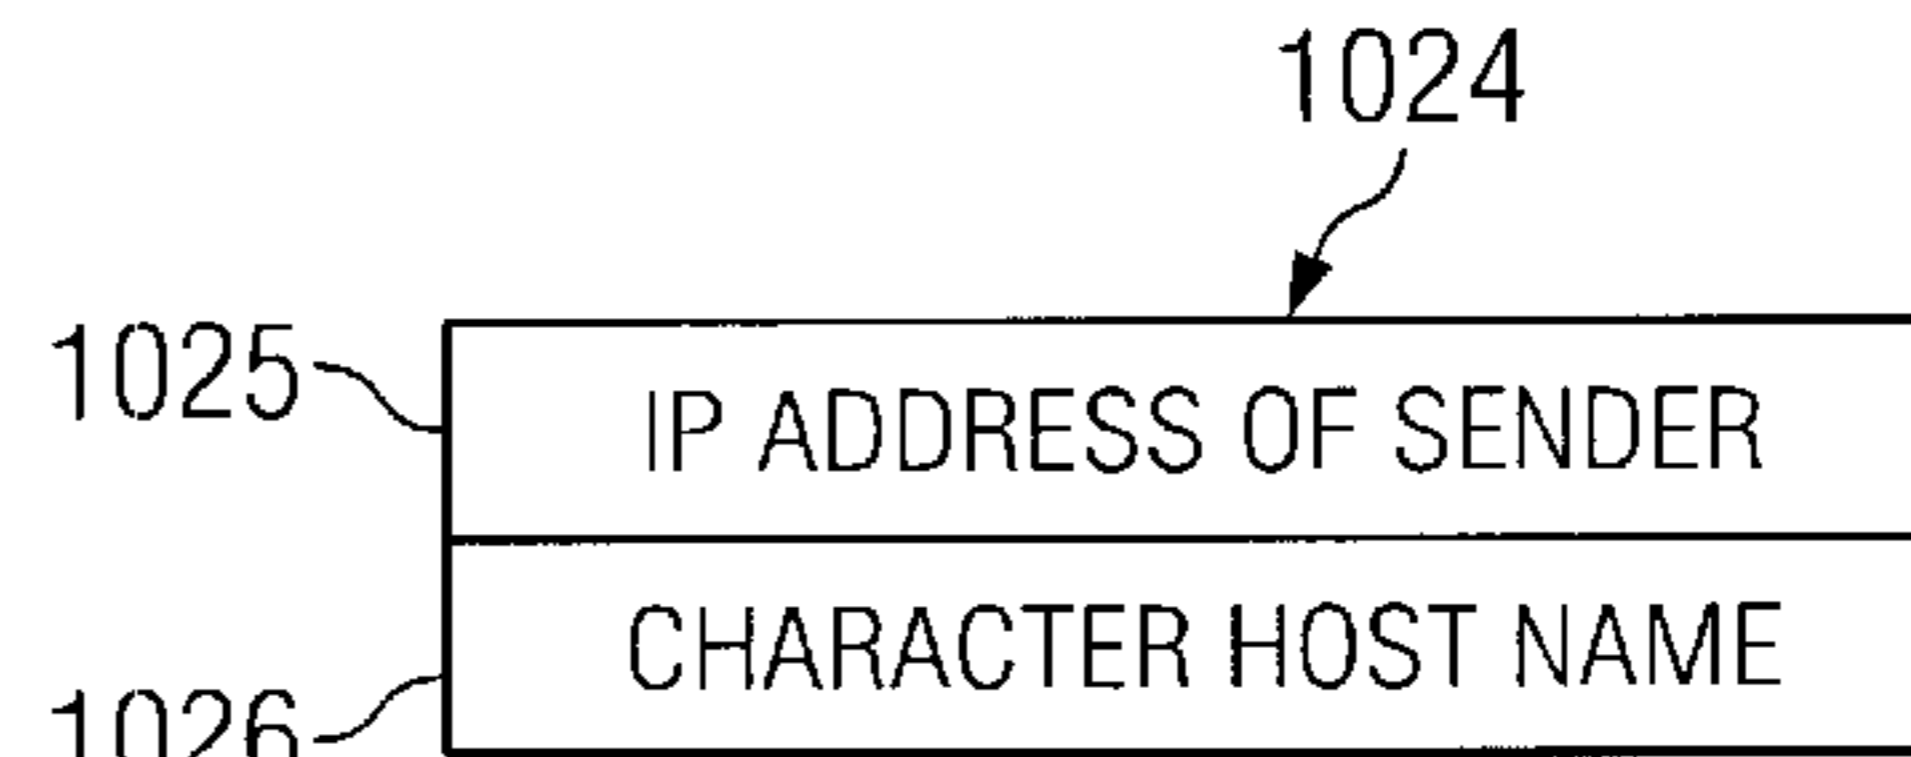 1024
1025
IP ADDRESS OF SENDER
CHARACTER HOST NAME
1026